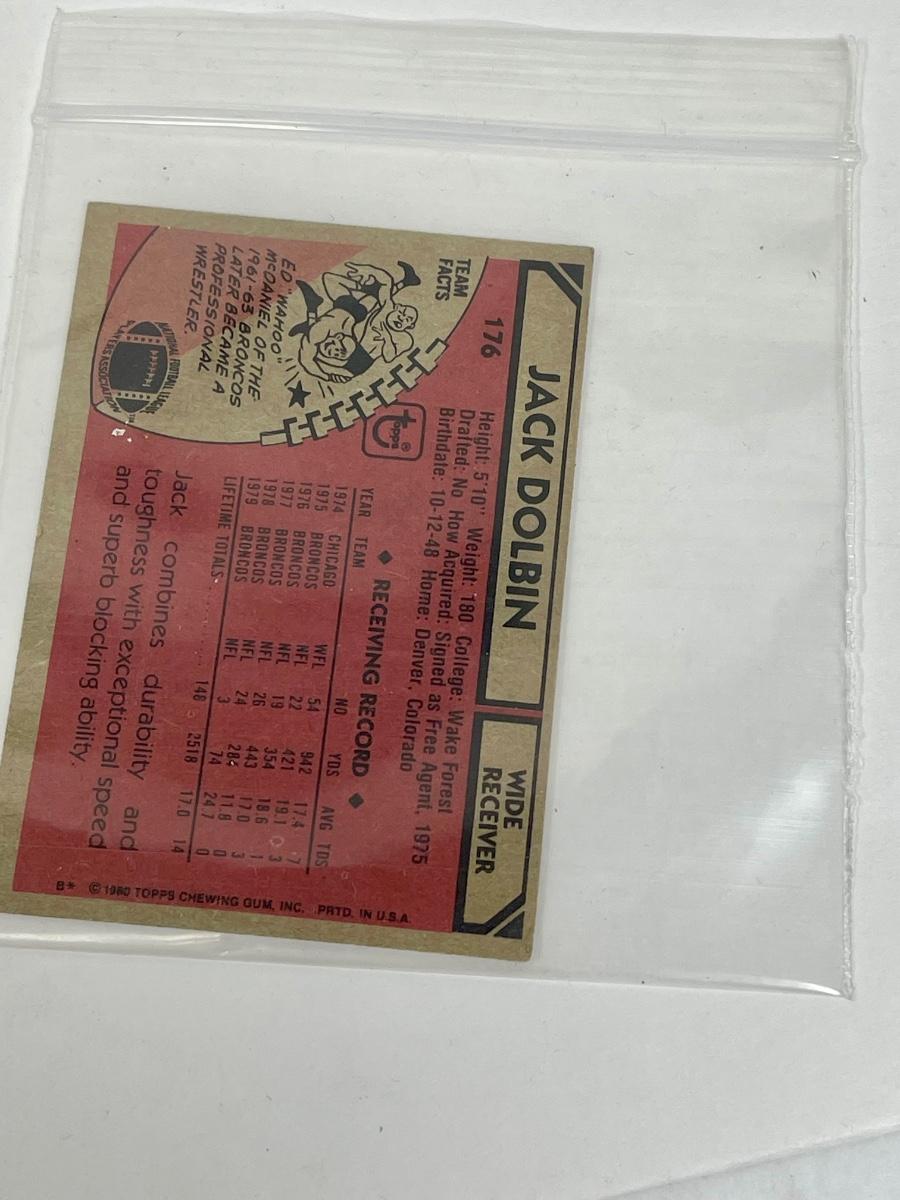 JACK DOLBIN
WIDE
RECEIVER
176
TEAM
FACTS
ED "WAHOO"
McDANIEL OF THE
1961-63 BRONCOS
LATER BECAME A
PROFESSIONAL
WRESTLER.
NATIONAL FOOTBALL LEAGUE
PLAYERS ASSOCIATION
topps®
Height: 5'10" Weight: 180 College: Wake Forest
Drafted: No How Acquired: Signed as Free Agent, 1975
Birthdate: 10-12-48 Home: Denver, Colorado
◆ RECEIVING RECORD ◆
YEAR TEAM NO YDS AVG TDS
1974 CHICAGO WFL 54 942 17.4 7
1975 BRONCOS NFL 22 421 19.1 3
1976 BRONCOS NFL 19 354 18.6 1
1977 BRONCOS NFL 26 443 17.0 3
1978 BRONCOS NFL 24 284 11.8 0
1979 BRONCOS NFL 3 74 24.7 0
LIFETIME TOTALS 148 2518 17.0 14
Jack combines durability and
toughness with exceptional speed
and superb blocking ability.
B* © 1980 TOPPS CHEWING GUM, INC. PRTD. IN U.S.A.